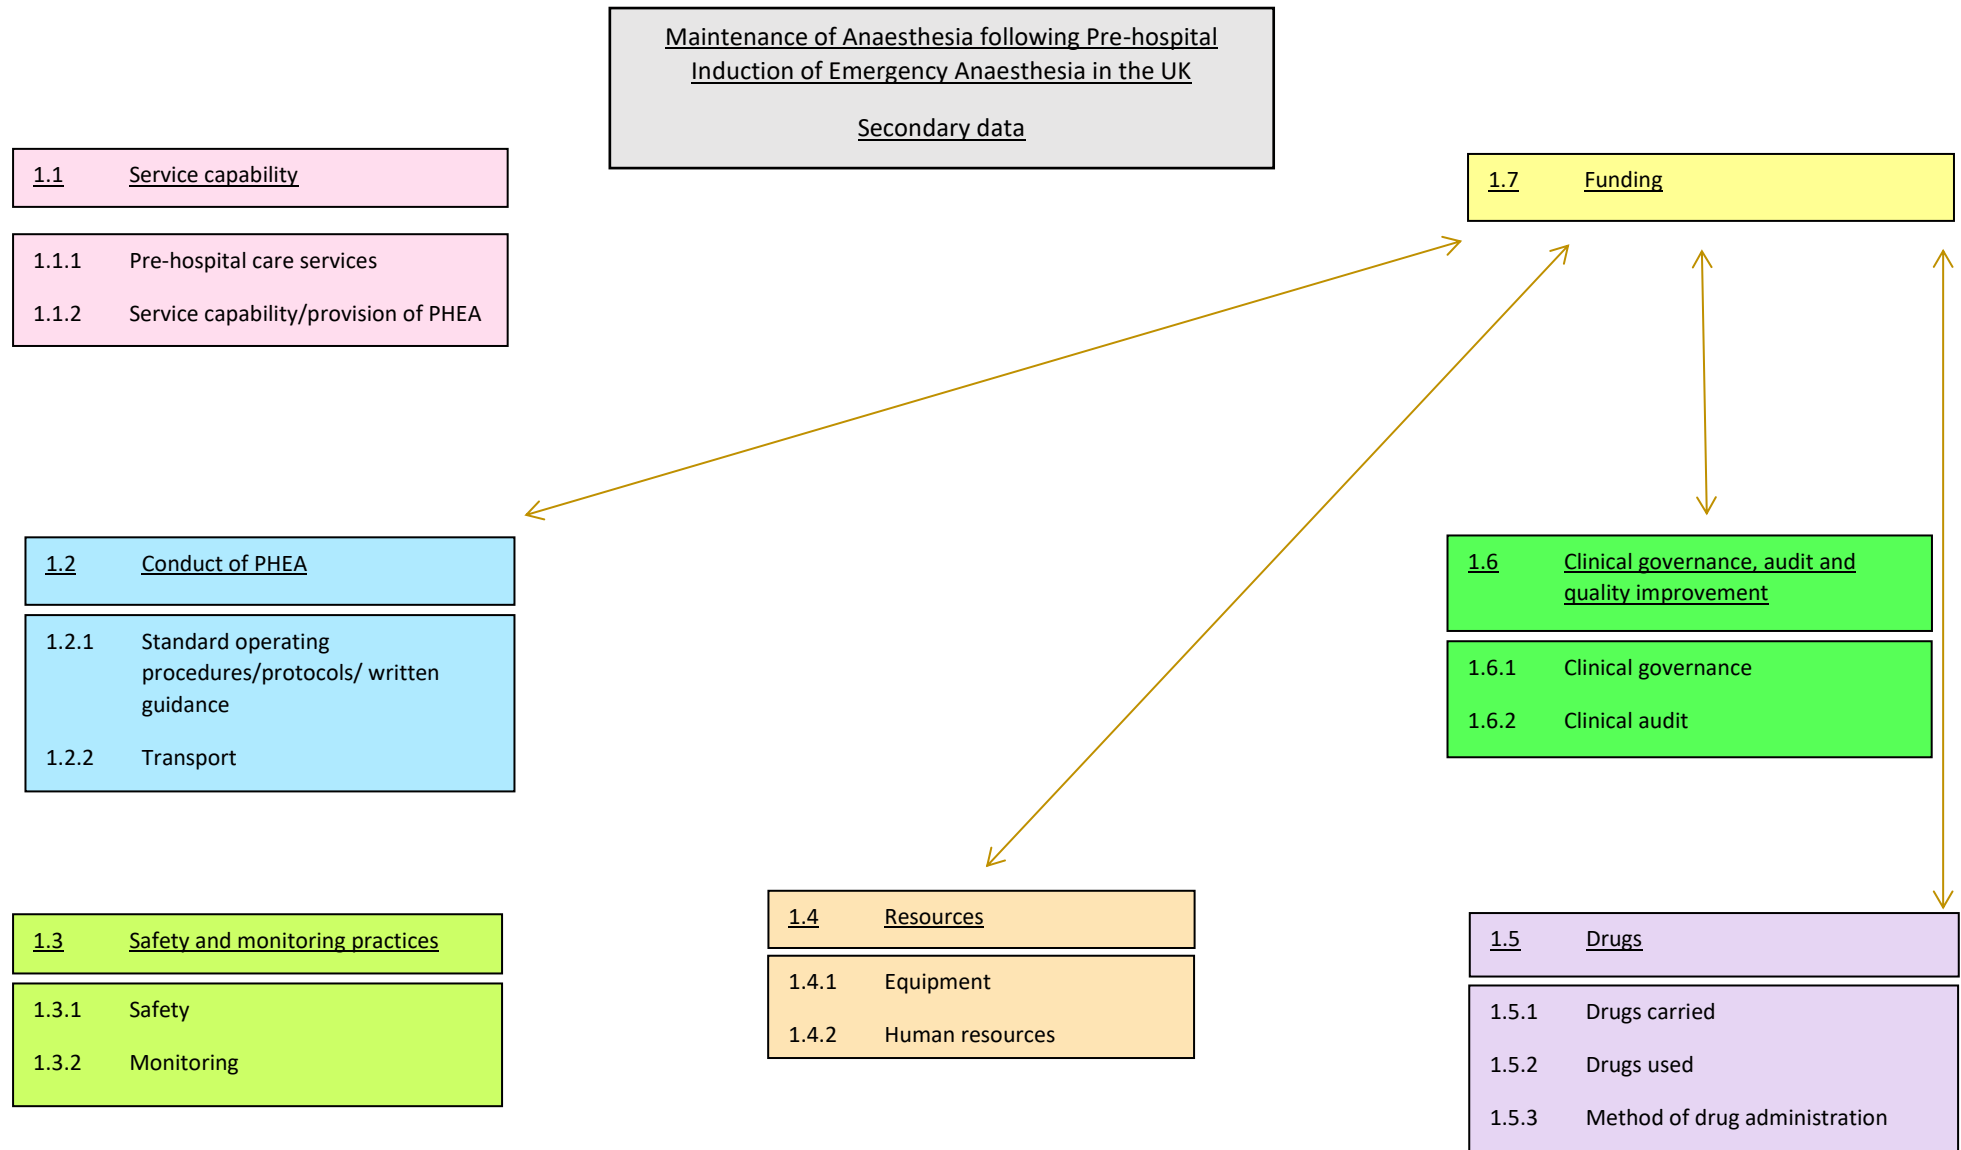 Maintenance of Anaesthesia following Pre-hospital
Induction of Emergency Anaesthesia in the UK
Secondary data
1.1 Service capability
1.1.1 Pre-hospital care services
1.1.2 Service capability/provision of PHEA
1.7 Funding
1.2 Conduct of PHEA
1.2.1 Standard operating
procedures/protocols/ written
guidance
1.2.2 Transport
1.6 Clinical governance, audit and
quality improvement
1.6.1 Clinical governance
1.6.2 Clinical audit
1.3 Safety and monitoring practices
1.3.1 Safety
1.3.2 Monitoring
1.4 Resources
1.4.1 Equipment
1.4.2 Human resources
1.5 Drugs
1.5.1 Drugs carried
1.5.2 Drugs used
1.5.3 Method of drug administration